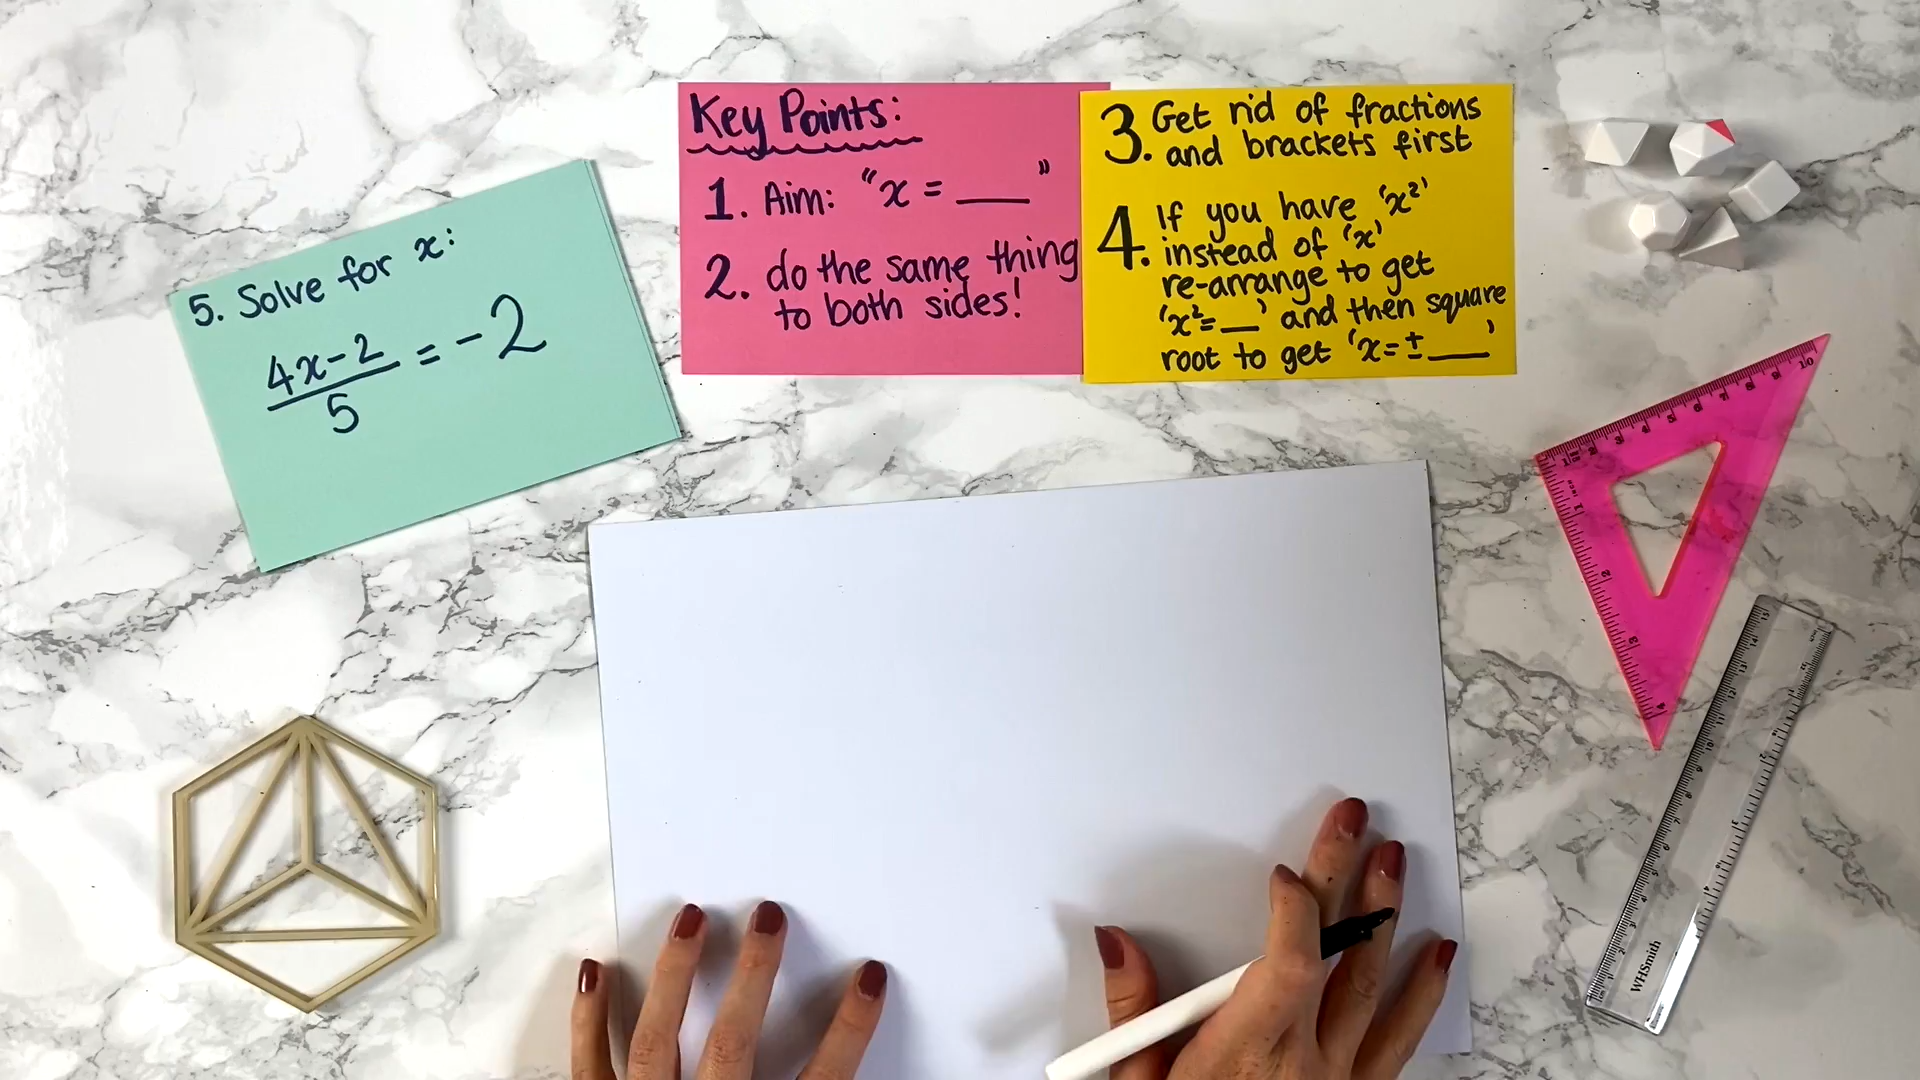 5. Solve for x:
4x-2
5
= -2
Key Points:
1. Aim: "x = ___"
2. do the same thing
to both sides!
3. Get rid of fractions
and brackets first
4. If you have 'x²'
instead of 'x'
re-arrange to get
'x²=__' and then square
root to get 'x=±___'
WHSmith